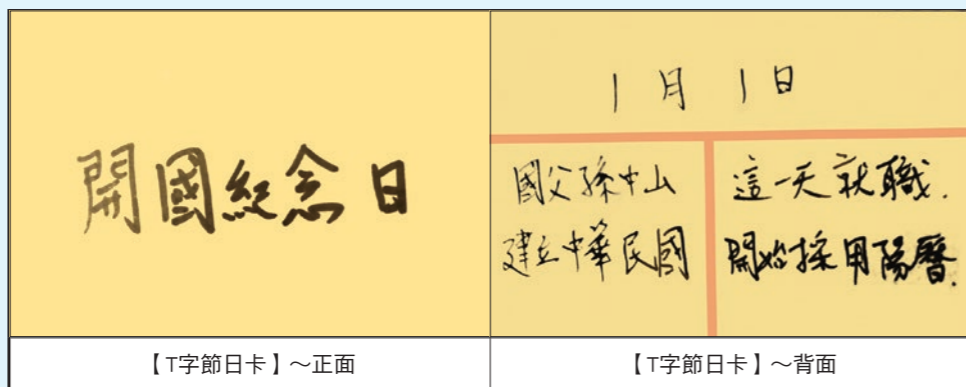 開國紀念日
1月1日
國父孫中山
建立中華民國
這一天就職.
開始採用陽曆.
【T字節日卡】～正面
【T字節日卡】～背面